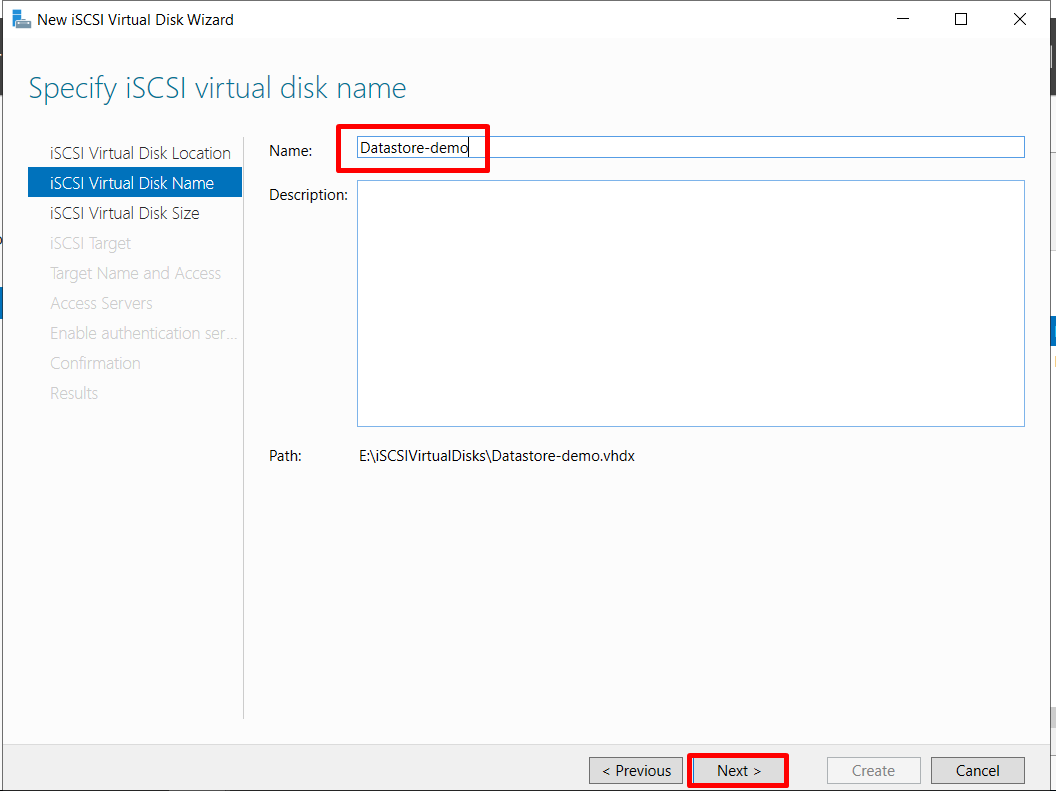 New iSCSI Virtual Disk Wizard
Specify iSCSI virtual disk name
iSCSI Virtual Disk Location
iSCSI Virtual Disk Name
iSCSI Virtual Disk Size
iSCSI Target
Target Name and Access
Access Servers
Enable authentication ser...
Confirmation
Results
Name: Datastore-demo
Description:
Path: E:\iSCSIVirtualDisks\Datastore-demo.vhdx
< Previous Next > Create Cancel